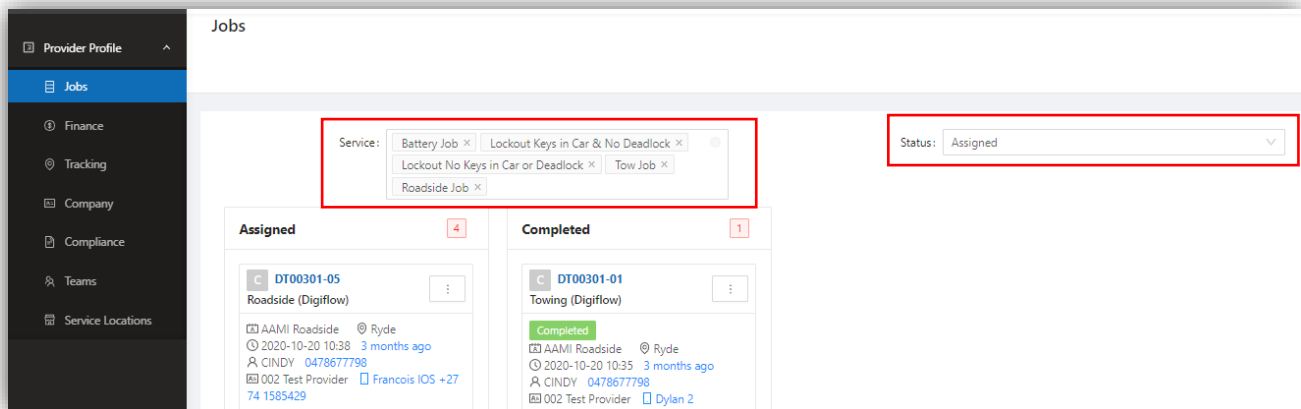 Jobs
Provider Profile
Jobs
Finance
Tracking
Company
Compliance
Teams
Service Locations
Service: Battery Job × Lockout Keys in Car & No Deadlock ×
Lockout No Keys in Car or Deadlock × Tow Job ×
Roadside Job ×
Status: Assigned
Assigned 4
C DT00301-05
Roadside (Digiflow)
AAMI Roadside Ryde
2020-10-20 10:38 3 months ago
CINDY 0478677798
002 Test Provider Francois IOS +27
74 1585429
Completed 1
C DT00301-01
Towing (Digiflow)
Completed
AAMI Roadside Ryde
2020-10-20 10:35 3 months ago
CINDY 0478677798
002 Test Provider Dylan 2